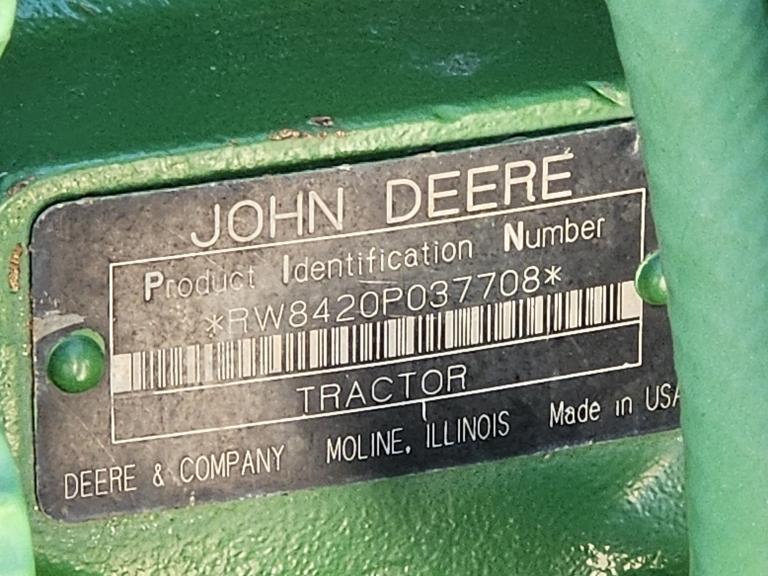 JOHN DEERE
Product Identification Number
*RW8420P037708*
TRACTOR
DEERE & COMPANY MOLINE, ILLINOIS Made in USA